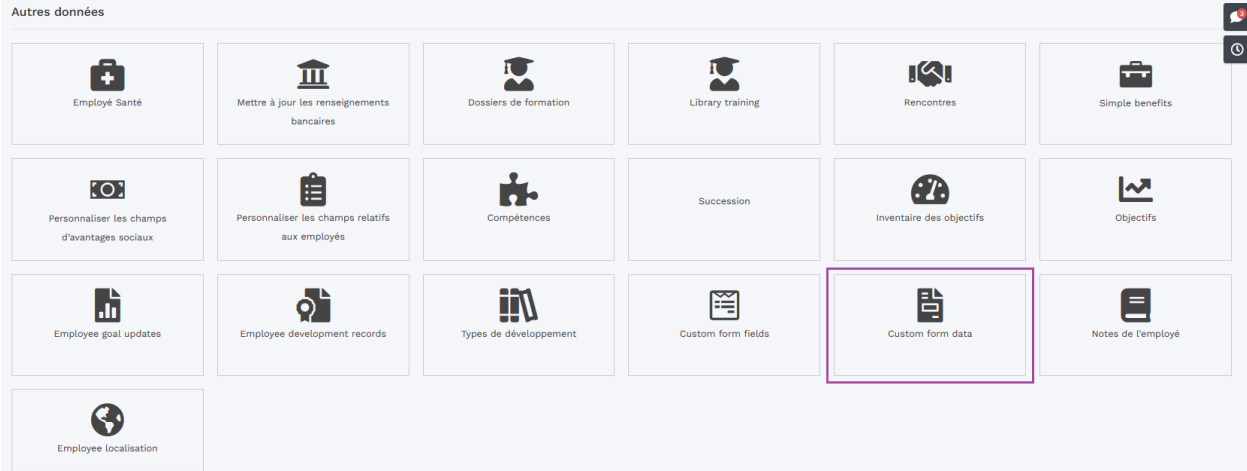 Autres données
3
Employé Santé
Mettre à jour les renseignements
bancaires
Dossiers de formation
Library training
Rencontres
Simple benefits
Personnaliser les champs
d'avantages sociaux
Personnaliser les champs relatifs
aux employés
Compétences
Succession
Inventaire des objectifs
Objectifs
Employee goal updates
Employee development records
Types de développement
Custom form fields
Custom form data
Notes de l'employé
Employee localisation